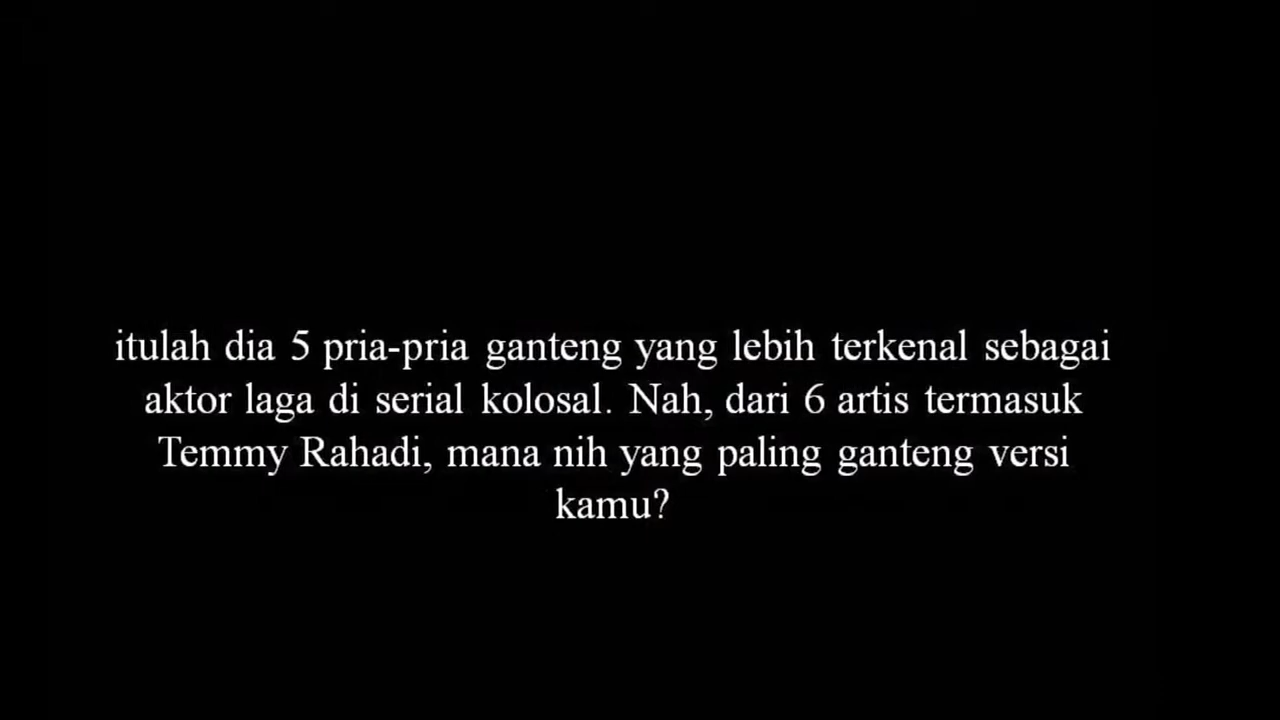 itulah dia 5 pria-pria ganteng yang lebih terkenal sebagai
aktor laga di serial kolosal. Nah, dari 6 artis termasuk
Temmy Rahadi, mana nih yang paling ganteng versi
kamu?